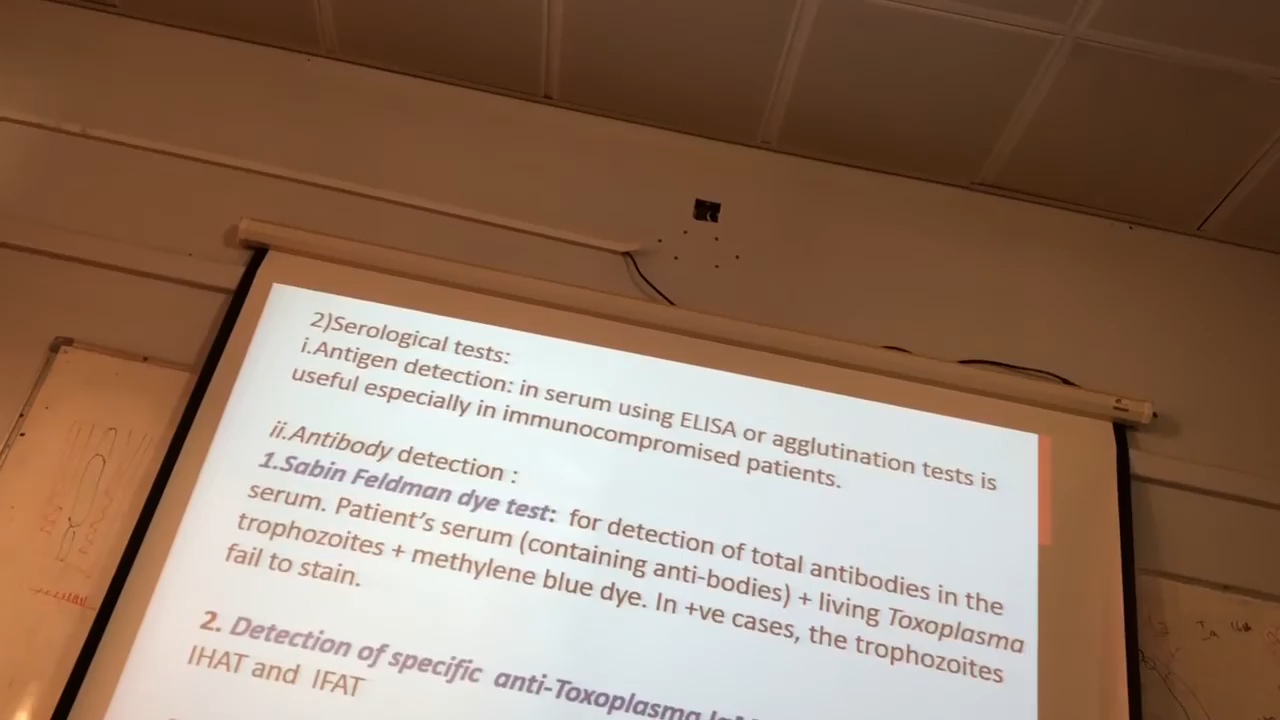 2)Serological tests:
i.Antigen detection: in serum using ELISA or agglutination tests is
useful especially in immunocompromised patients.
ii.Antibody detection :
1.Sabin Feldman dye test: for detection of total antibodies in the
serum. Patient's serum (containing anti-bodies) + living Toxoplasma
trophozoites + methylene blue dye. In +ve cases, the trophozoites
fail to stain.
2. Detection of specific anti-Toxoplasma
IHAT and IFAT